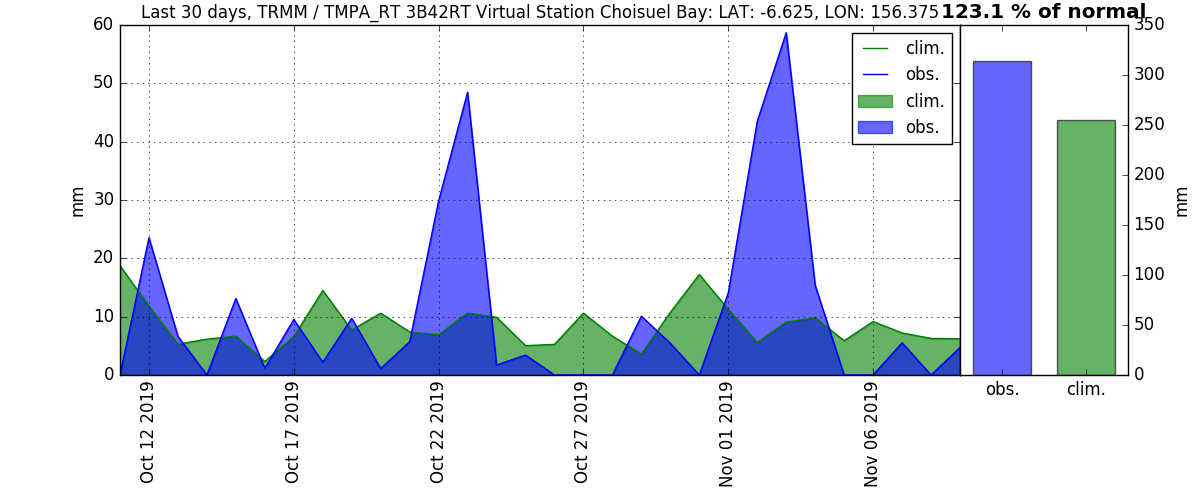 Last 30 days, TRMM / TMPA_RT 3B42RT Virtual Station Choisuel Bay: LAT: -6.625, LON: 156.375
123.1 % of normal
60
50
40
30
20
10
0
mm
clim.
obs.
clim.
obs.
Oct 12 2019
Oct 17 2019
Oct 22 2019
Oct 27 2019
Nov 01 2019
Nov 06 2019
350
300
250
200
150
100
50
0
mm
obs.
clim.